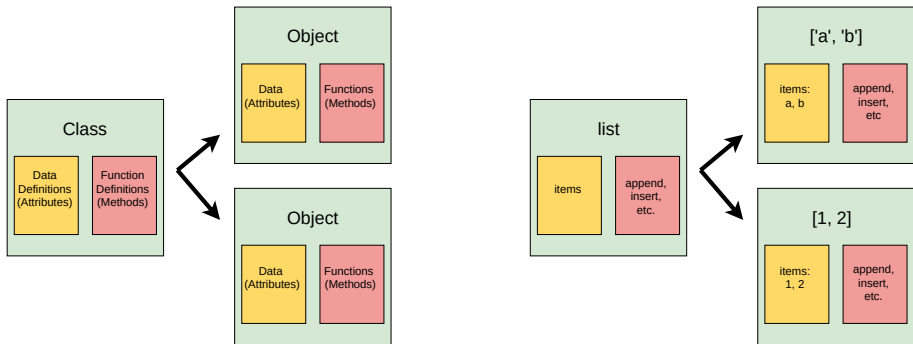 Class
Data
Definitions
(Attributes)
Function
Definitions
(Methods)
Object
Data
(Attributes)
Functions
(Methods)
Object
Data
(Attributes)
Functions
(Methods)
list
items
append,
insert,
etc.
['a', 'b']
items:
a, b
append,
insert,
etc
[1, 2]
items:
1, 2
append,
insert,
etc.